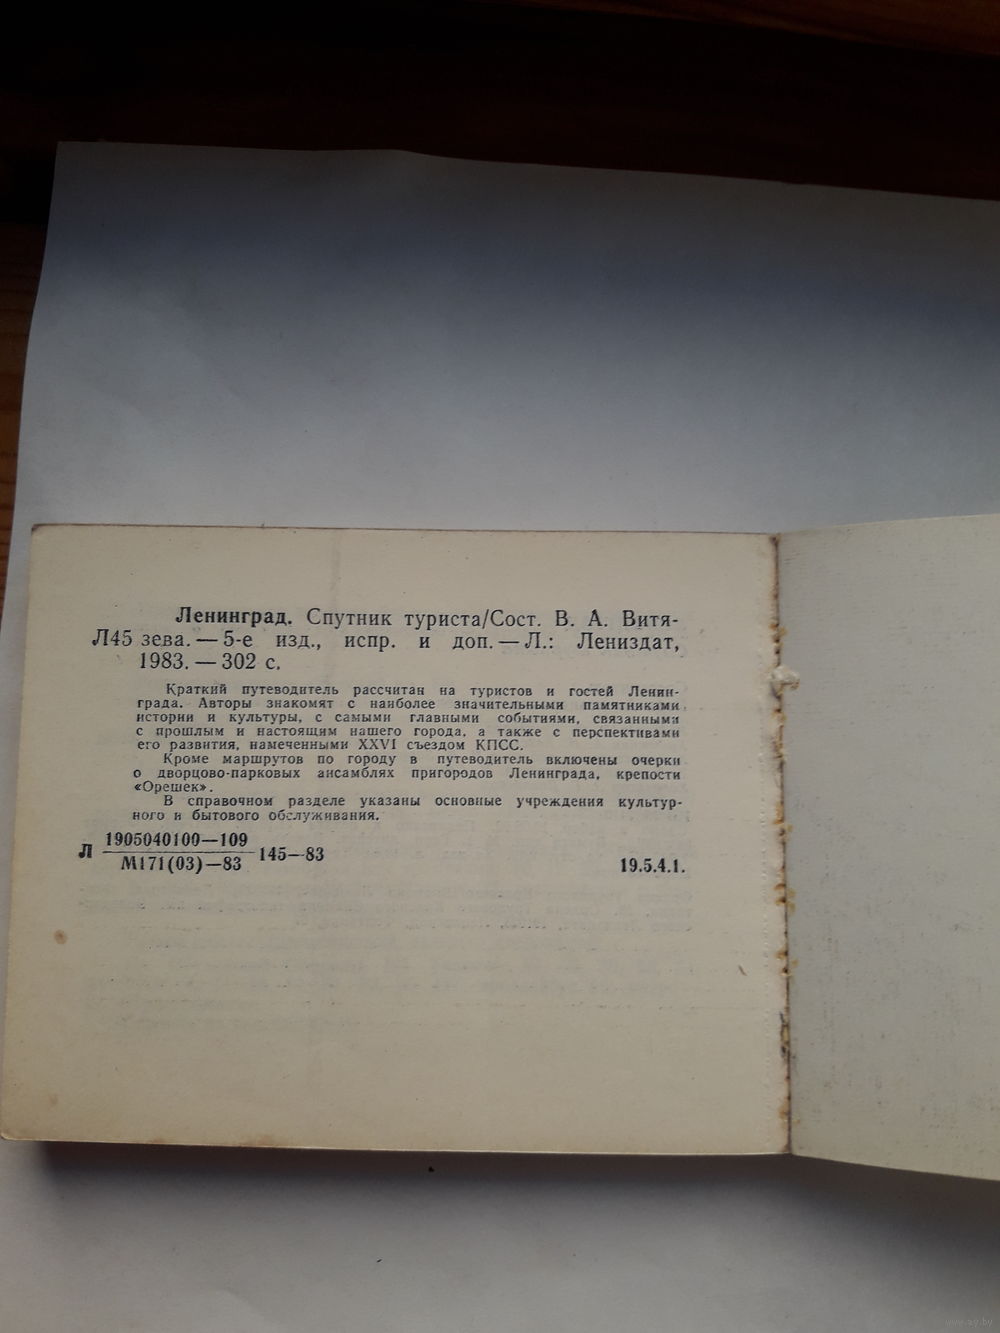 Ленинград. Спутник туриста/Сост. В. А. Витя-
Л45 зева. — 5-е изд., испр. и доп. — Л.: Лениздат,
1983. — 302 с.
Краткий путеводитель рассчитан на туристов и гостей Ленин-
града. Авторы знакомят с наиболее значительными памятниками
истории и культуры, с самыми главными событиями, связанными
с прошлым и настоящим нашего города, а также с перспективами
его развития, намеченными XXVI съездом КПСС.
Кроме маршрутов по городу в путеводитель включены очерки
о дворцово-парковых ансамблях пригородов Ленинграда, крепости
«Орешек».
В справочном разделе указаны основные учреждения культур-
ного и бытового обслуживания.
1905040100—109
Л 145—83
М171(03)—83
19.5.4.1.
www.ay.by